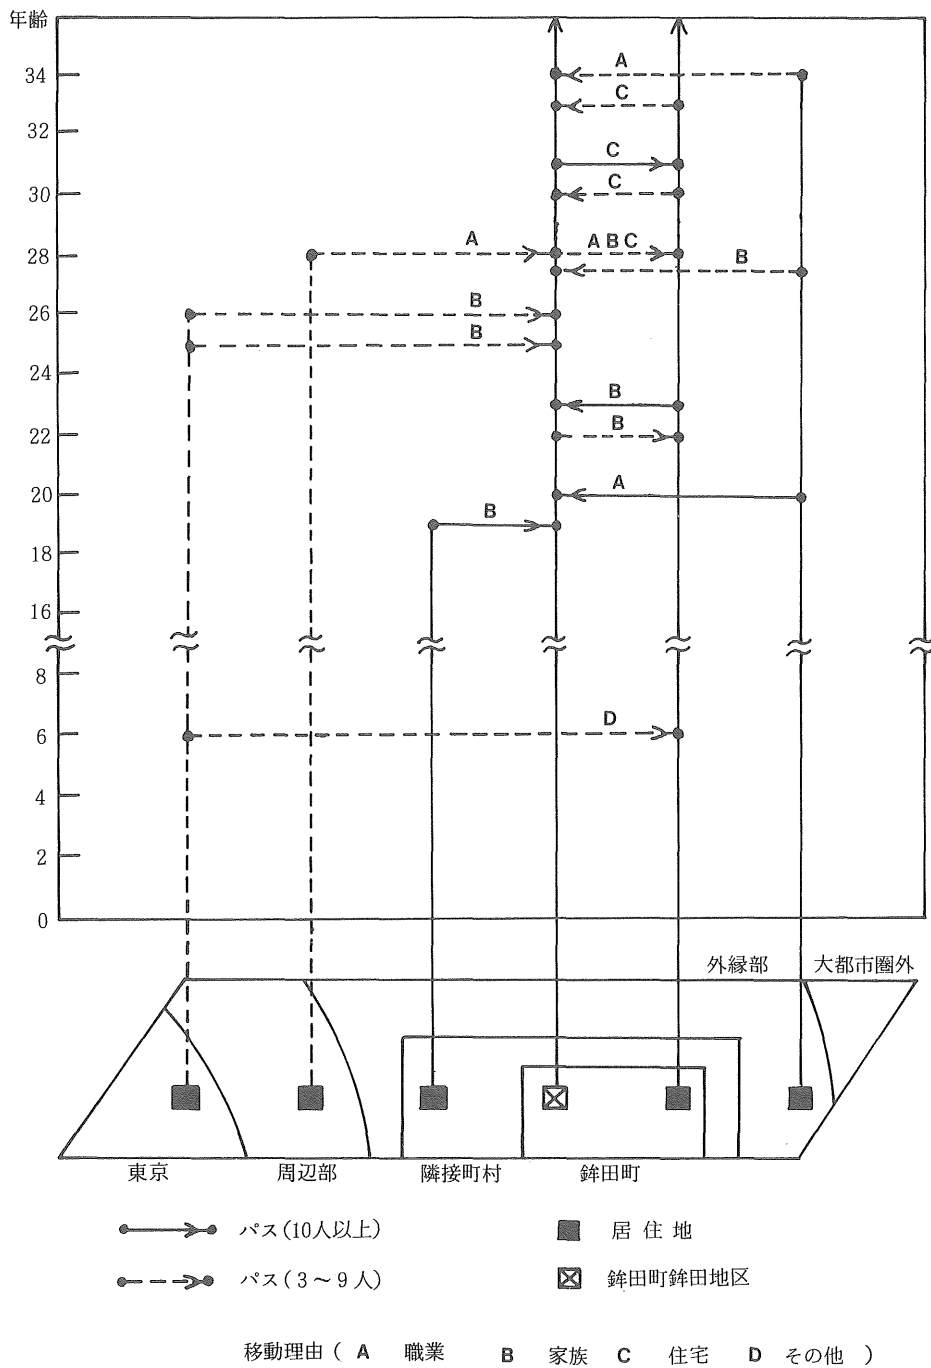 年齢
34
A
C
32
C
30
C
28
A
A B C
B
26
B
B
24
B
22
B
20
A
B
18
16
8
6
D
4
2
0
外縁部 大都市圏外
東京 周辺部 隣接町村 鉾田町
パス(10人以上) 居住地
パス(3～9人) 鉾田町鉾田地区
移動理由( A 職業 B 家族 C 住宅 D その他 )